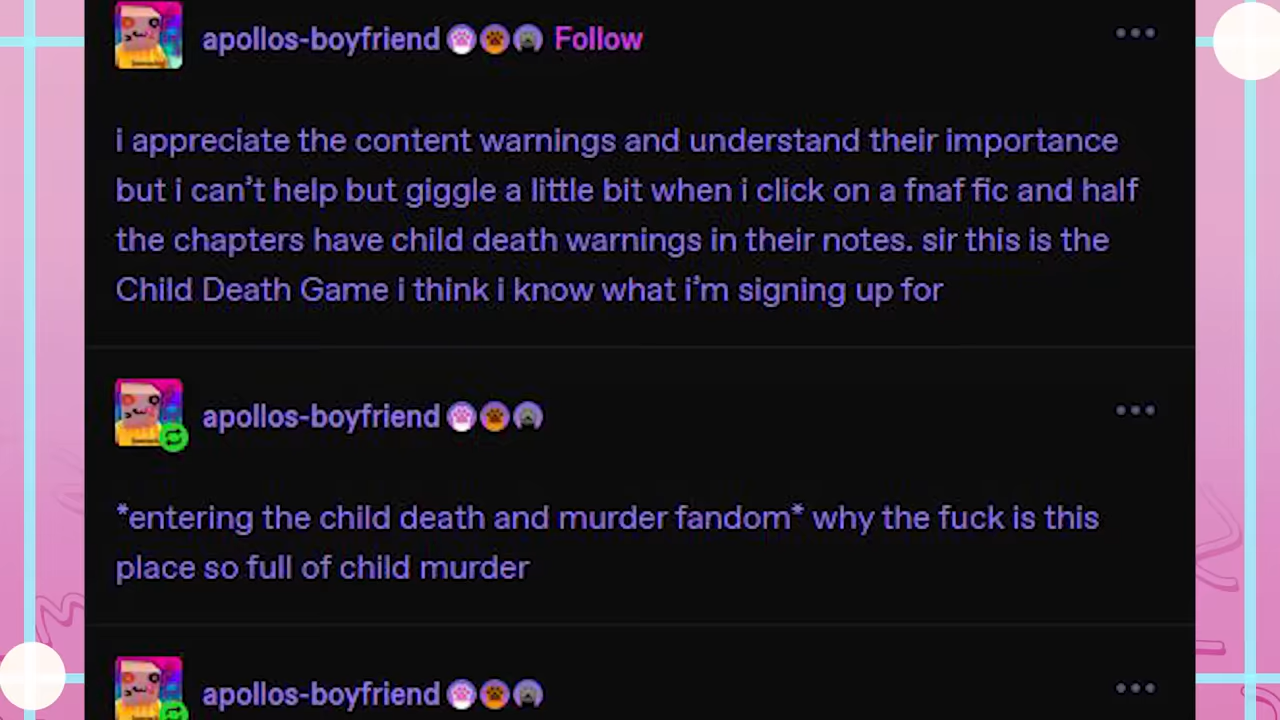 apollos-boyfriend Follow
i appreciate the content warnings and understand their importance
but i can't help but giggle a little bit when i click on a fnaf fic and half
the chapters have child death warnings in their notes. sir this is the
Child Death Game i think i know what i'm signing up for
apollos-boyfriend
*entering the child death and murder fandom* why the fuck is this
place so full of child murder
apollos-boyfriend